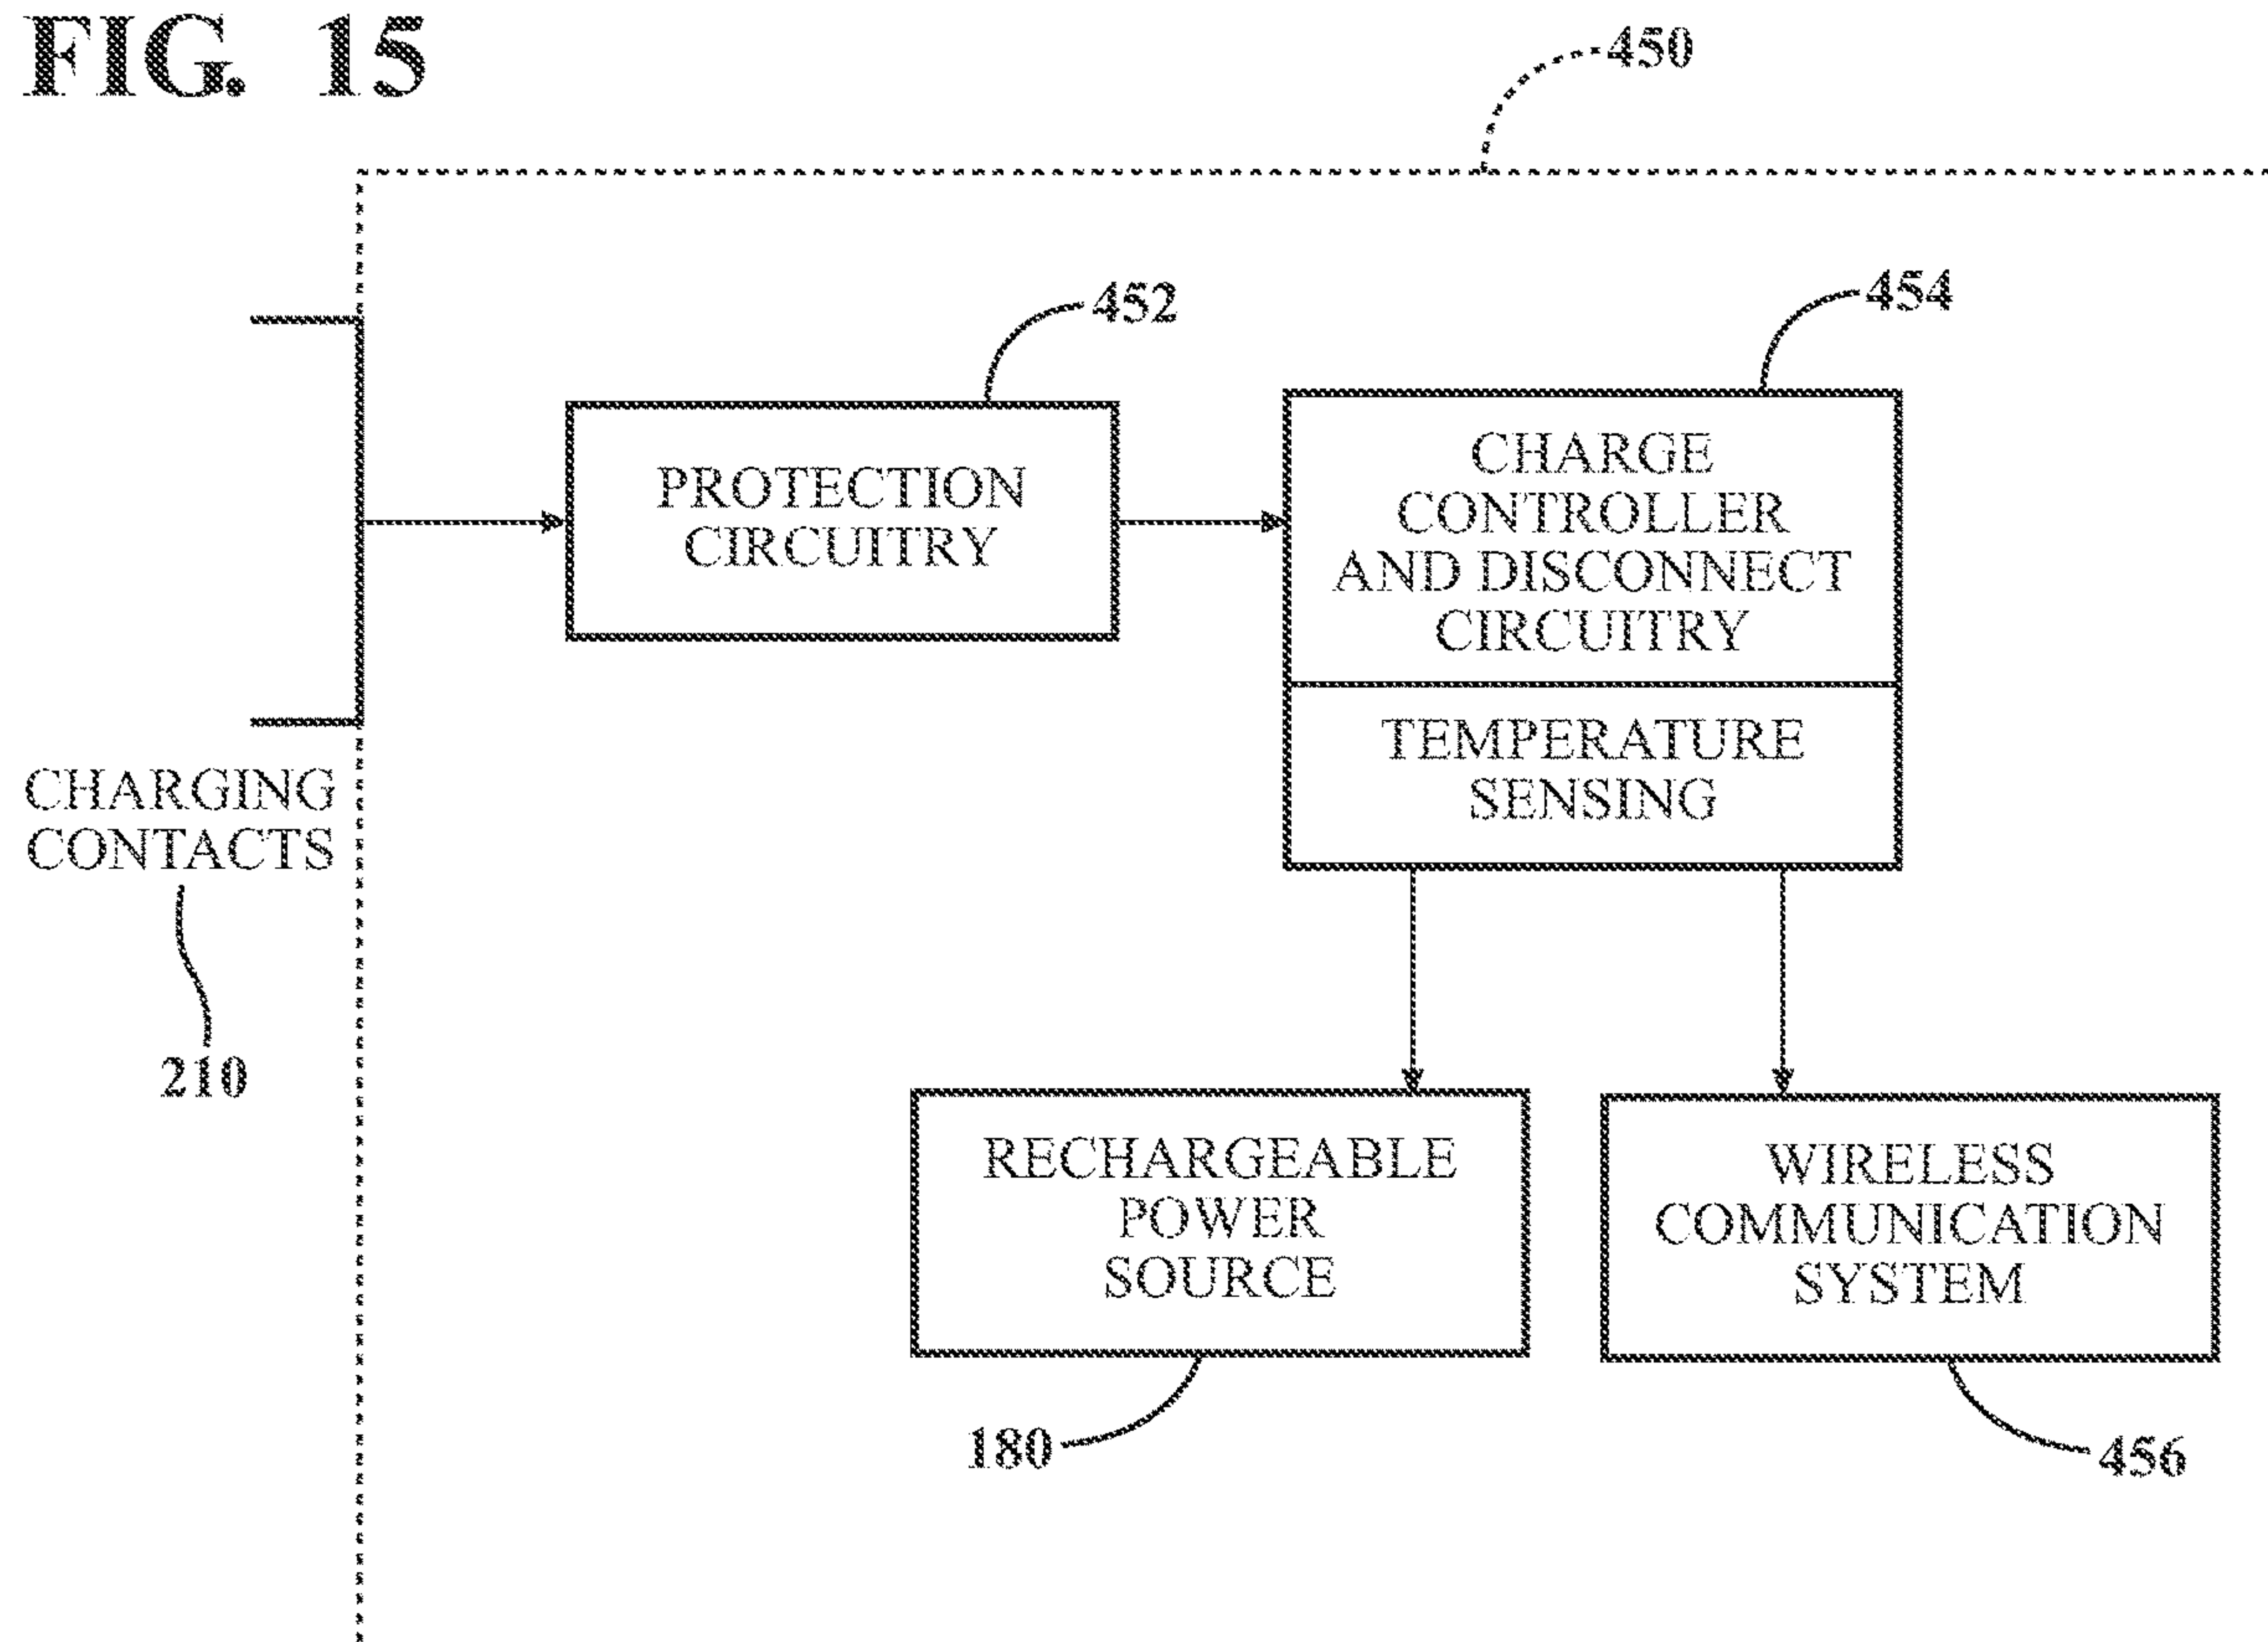 FIG. 15
450
452
454
PROTECTION
CIRCUITRY
CHARGE
CONTROLLER
AND DISCONNECT
CIRCUITRY
TEMPERATURE
SENSING
CHARGING
CONTACTS
210
RECHARGEABLE
POWER
SOURCE
WIRELESS
COMMUNICATION
SYSTEM
180
456